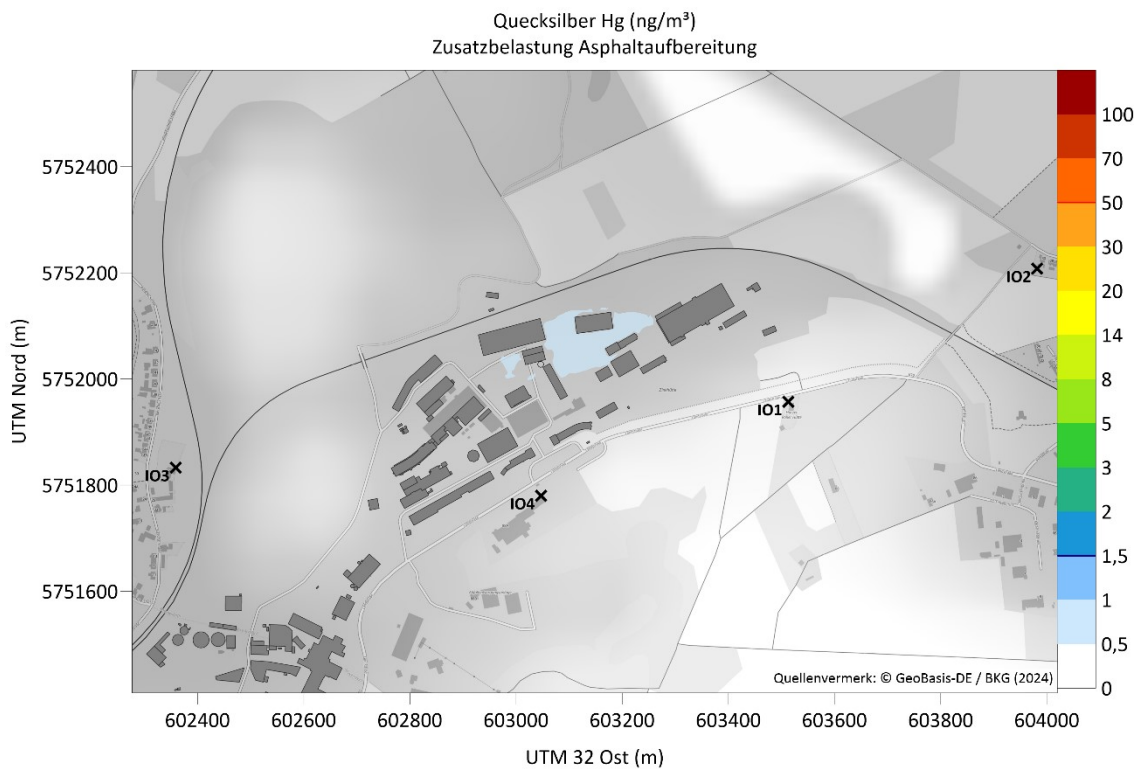 Quecksilber Hg (ng/m³)
Zusatzbelastung Asphaltaufbereitung
UTM Nord (m)
5752400
5752200
5752000
5751800
5751600
IO2
IO1
IO3
IO4
100
70
50
30
20
14
8
5
3
2
1,5
1
0,5
0
Quellenvermerk: © GeoBasis-DE / BKG (2024)
602400 602600 602800 603000 603200 603400 603600 603800 604000
UTM 32 Ost (m)